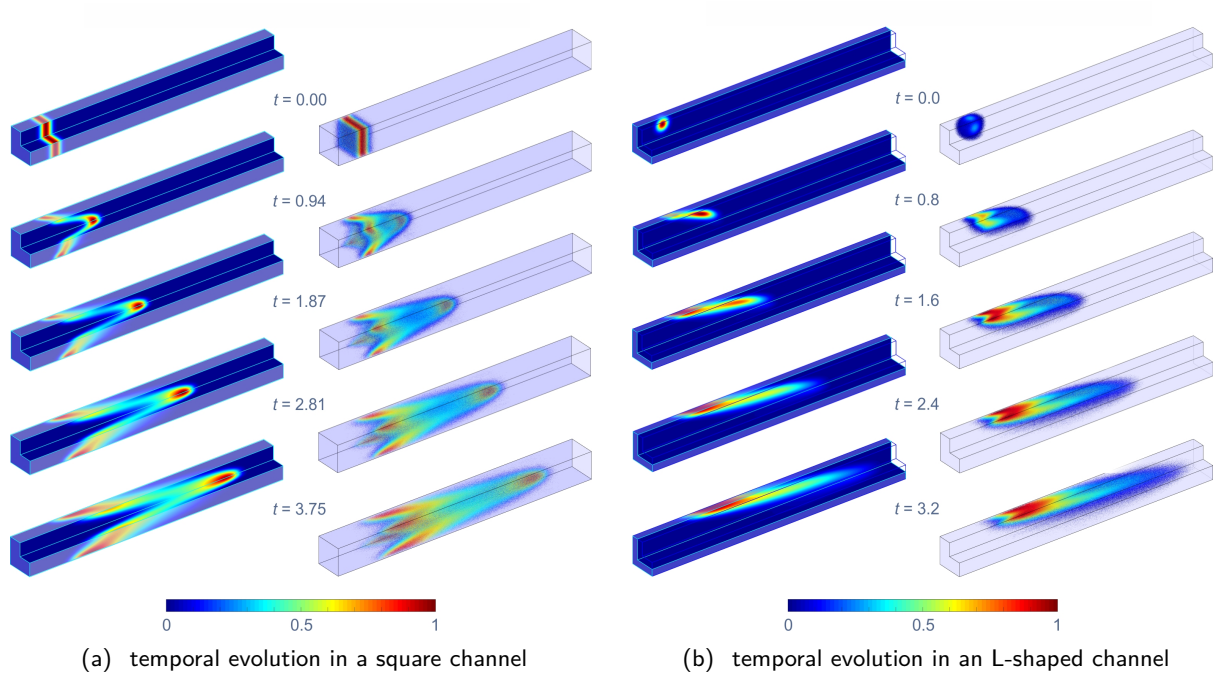 t = 0.00
t = 0.94
t = 1.87
t = 2.81
t = 3.75
0 0.5 1
(a) temporal evolution in a square channel
t = 0.0
t = 0.8
t = 1.6
t = 2.4
t = 3.2
0 0.5 1
(b) temporal evolution in an L-shaped channel